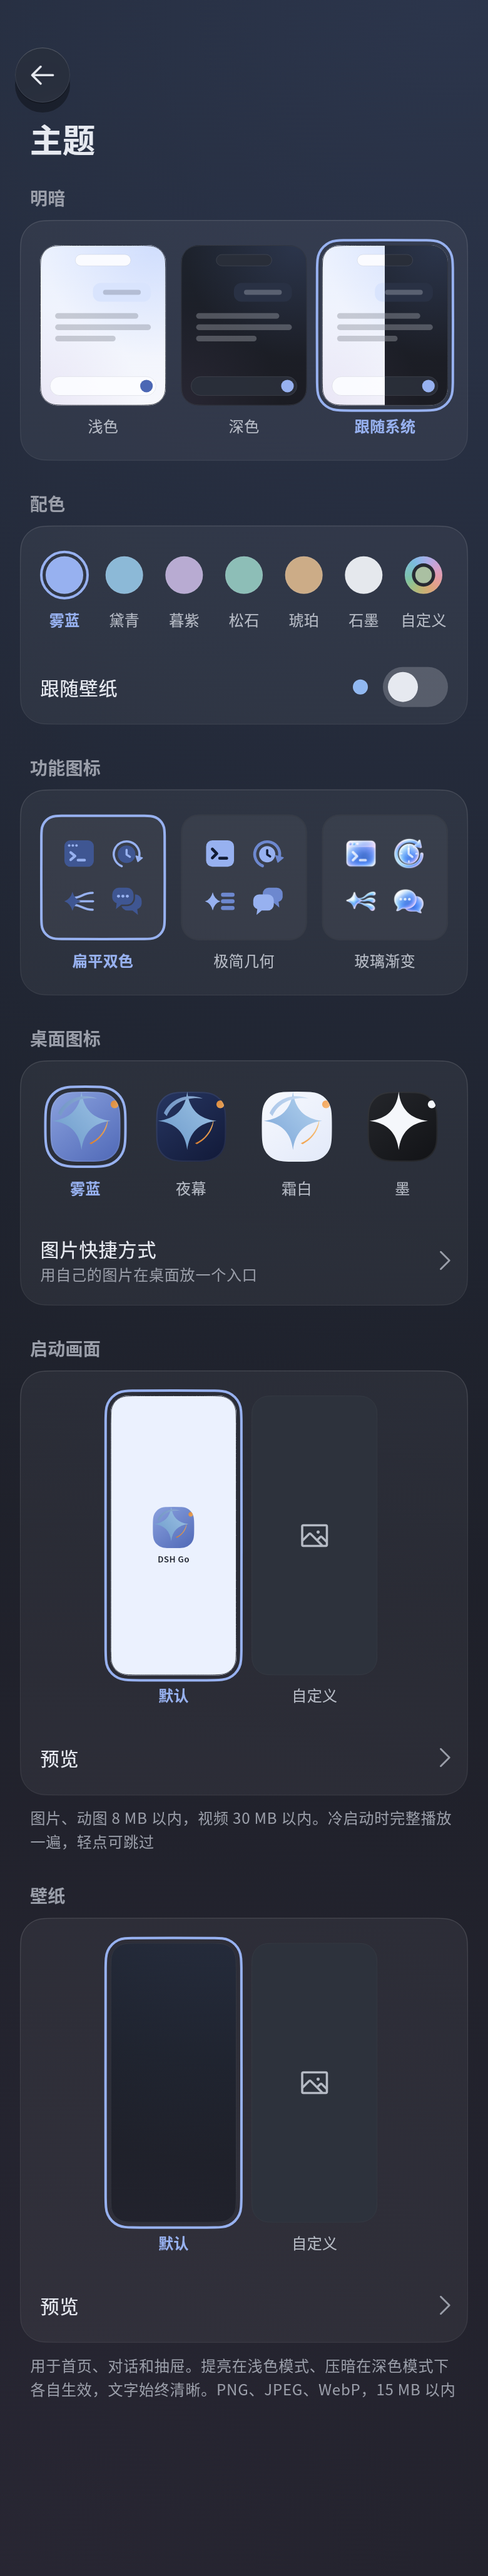 主题
明暗
浅色
深色
跟随系统
配色
雾蓝
黛青
暮紫
松石
琥珀
石墨
自定义
跟随壁纸
功能图标
扁平双色
极简几何
玻璃渐变
桌面图标
雾蓝
夜幕
霜白
墨
图片快捷方式
用自己的图片在桌面放一个入口
启动画面
DSH Go
默认
自定义
预览
图片、动图 8 MB 以内，视频 30 MB 以内。冷启动时完整播放
一遍，轻点可跳过
壁纸
默认
自定义
预览
用于首页、对话和抽屉。提亮在浅色模式、压暗在深色模式下
各自生效，文字始终清晰。PNG、JPEG、WebP，15 MB 以内